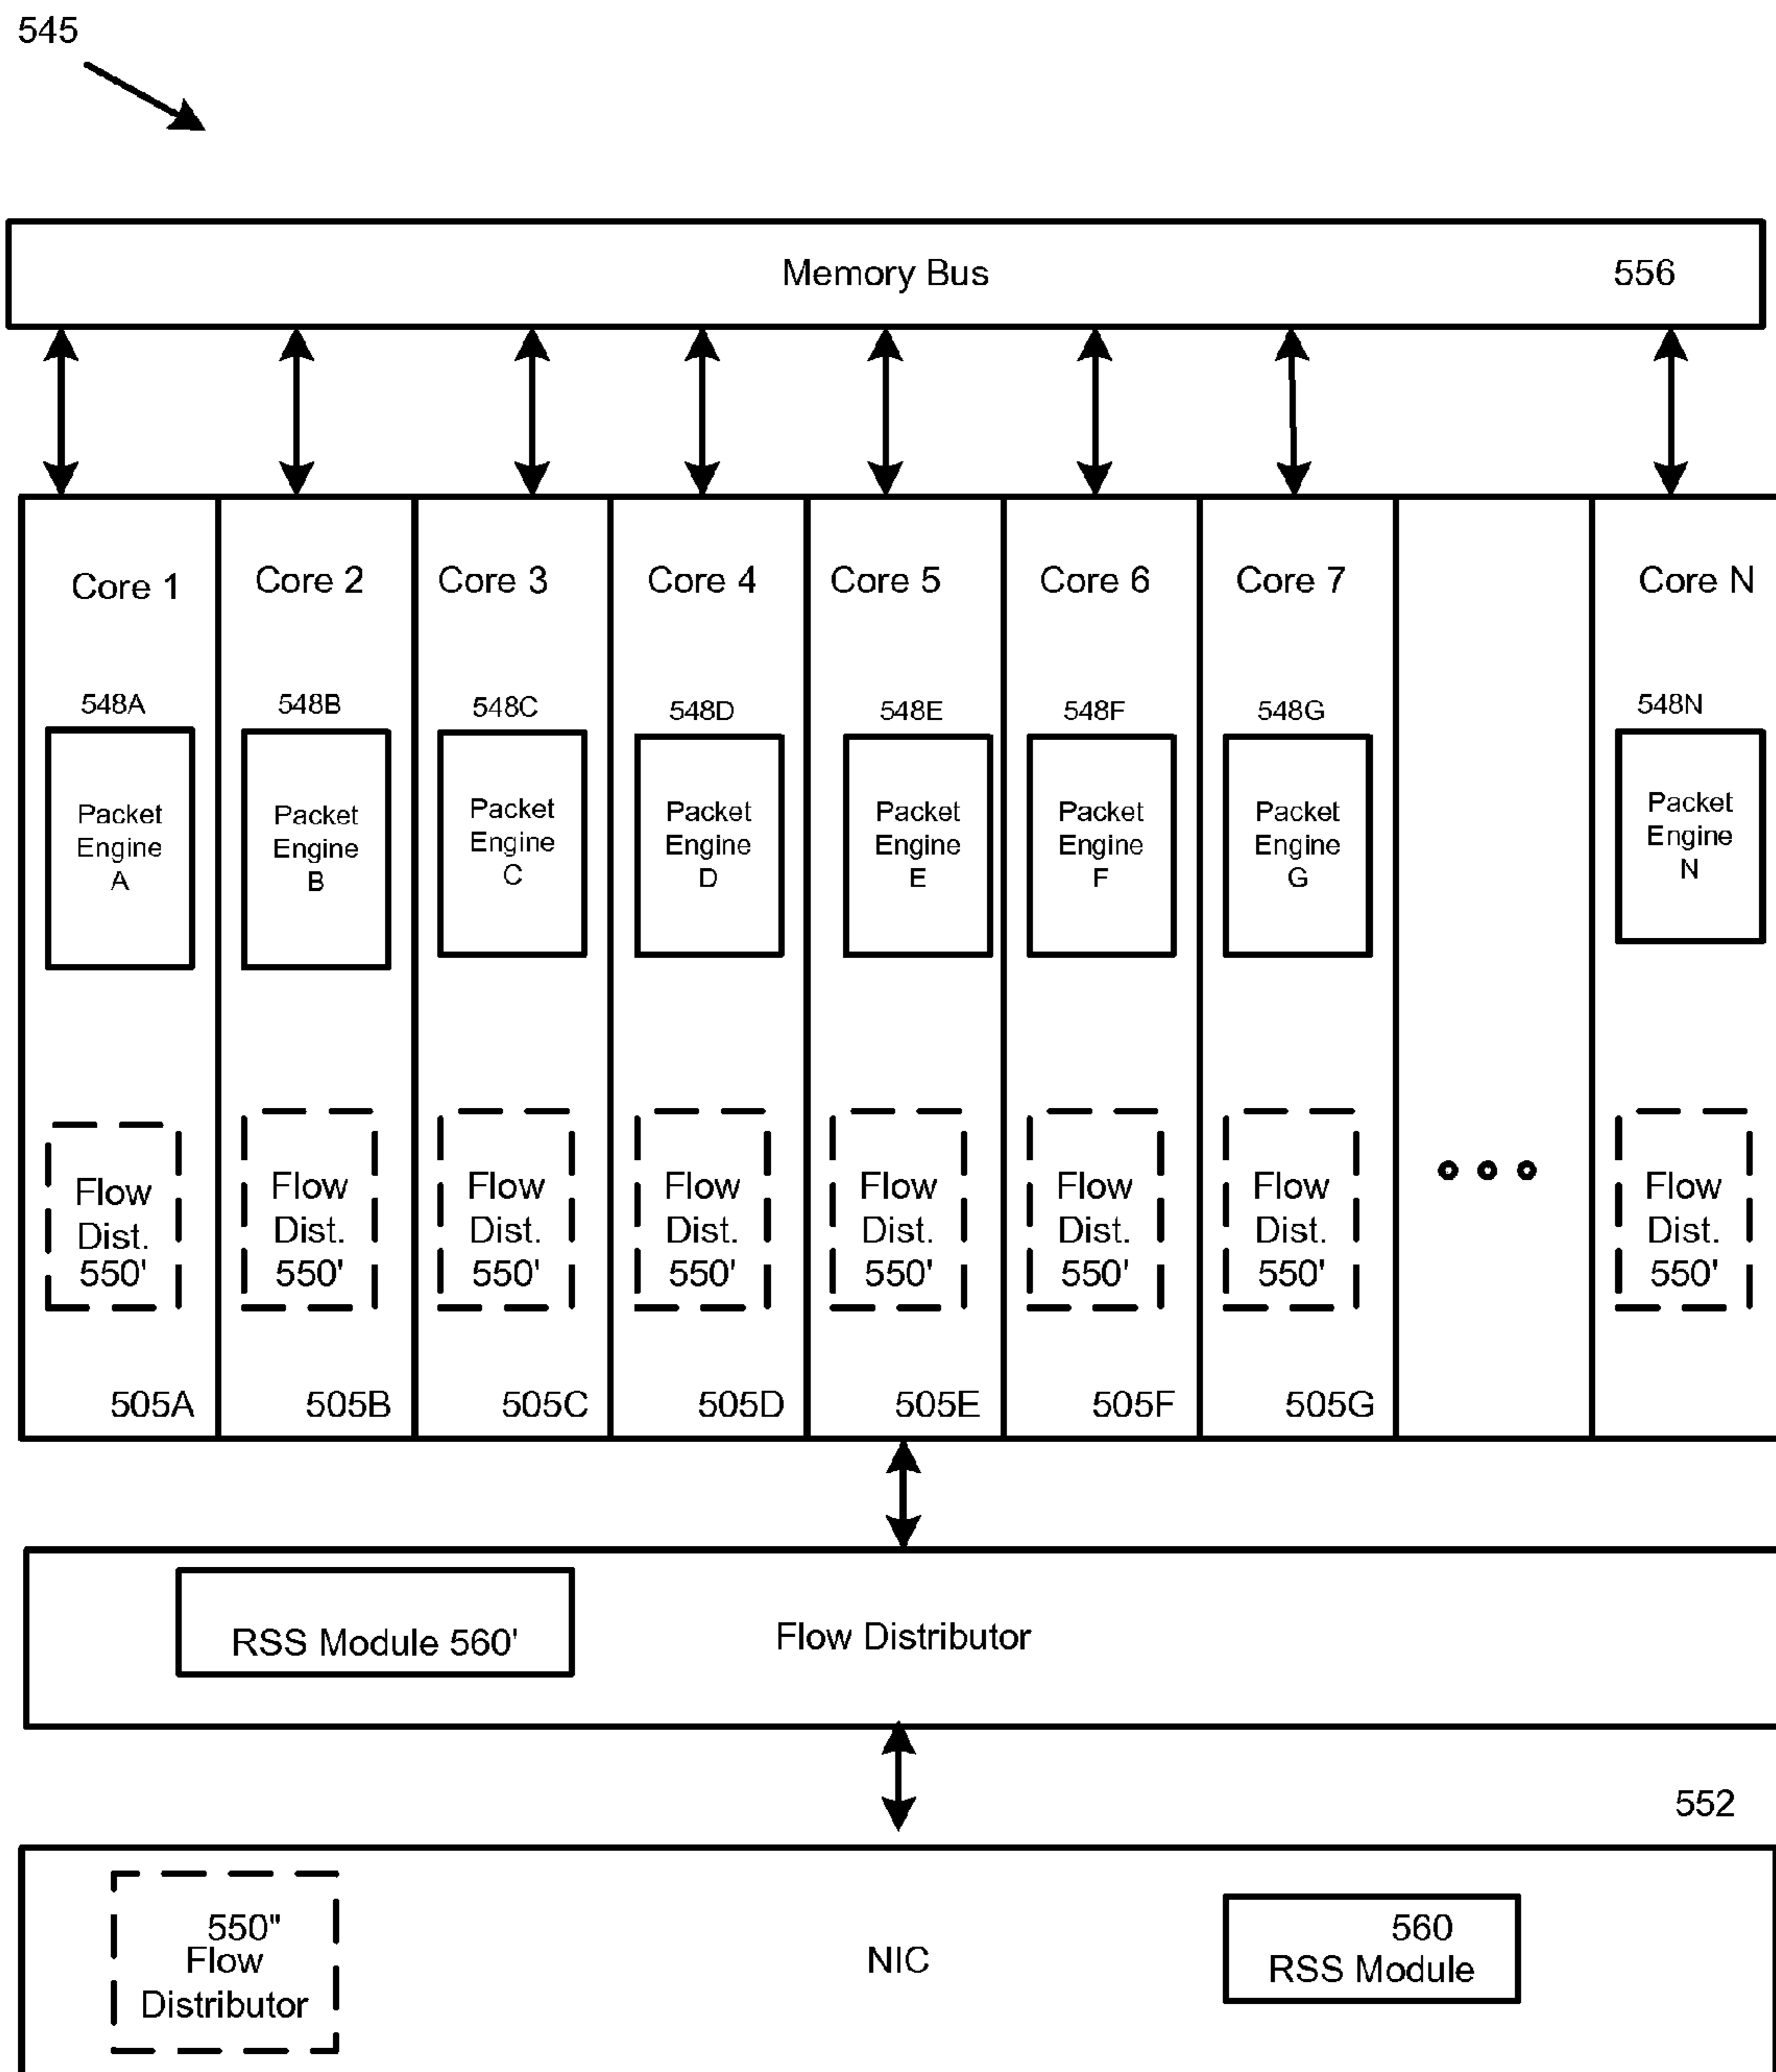 545
Memory Bus 556
Core 1 Core 2 Core 3 Core 4 Core 5 Core 6 Core 7 Core N
548A 548B 548C 548D 548E 548F 548G 548N
Packet Engine A
Packet Engine B
Packet Engine C
Packet Engine D
Packet Engine E
Packet Engine F
Packet Engine G
Packet Engine N
Flow Dist. 550'
Flow Dist. 550'
Flow Dist. 550'
Flow Dist. 550'
Flow Dist. 550'
Flow Dist. 550'
Flow Dist. 550'
Flow Dist. 550'
505A 505B 505C 505D 505E 505F 505G
RSS Module 560' Flow Distributor
552
550"
Flow
Distributor
NIC
560
RSS Module